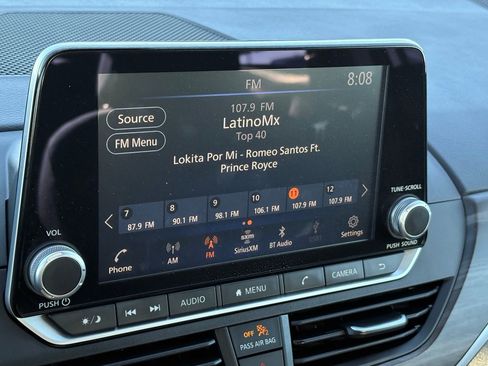 FM
8:08
107.9 FM
Source
LatinoMx
Top 40
FM Menu
Lokita Por Mi - Romeo Santos Ft.
Prince Royce
7 8 9 10 11 12
87.9 FM 90.1 FM 98.1 FM 106.1 FM 107.9 FM 107.9 FM
Phone AM FM SiriusXM BT Audio USB Settings
VOL
PUSH
TUNE·SCROLL
PUSH SOUND
AUDIO MENU CAMERA
OFF
PASS AIR BAG